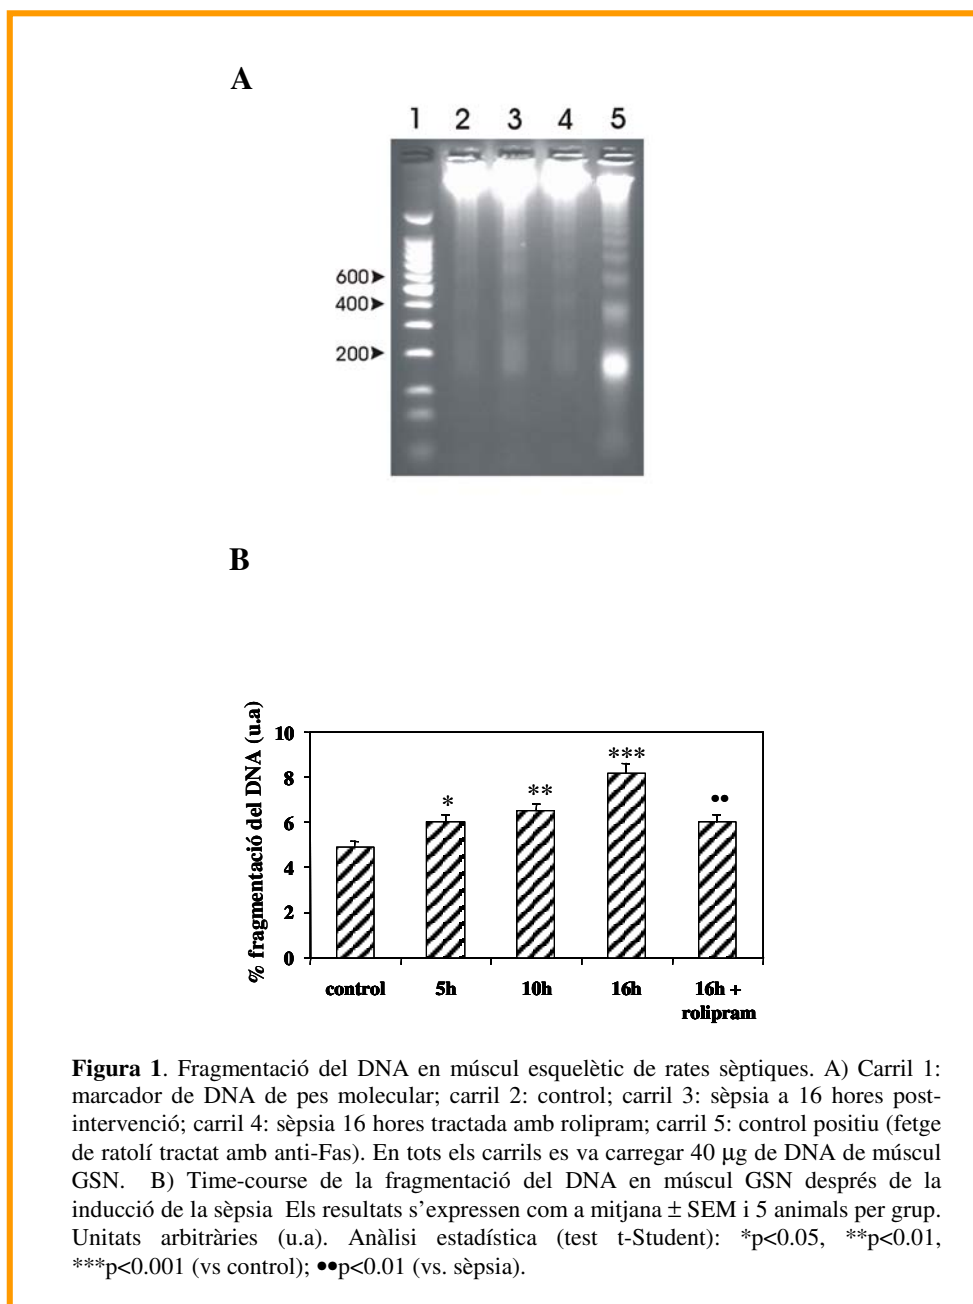 A
1 2 3 4 5
600
400
200
B
% fragmentació del DNA (u.a)
10
8
6
4
2
0
*
**
***
••
control 5h 10h 16h 16h +
rolipram
Figura 1. Fragmentació del DNA en múscul esquelètic de rates sèptiques. A) Carril 1:
marcador de DNA de pes molecular; carril 2: control; carril 3: sèpsia a 16 hores post-
intervenció; carril 4: sèpsia 16 hores tractada amb rolipram; carril 5: control positiu (fetge
de ratolí tractat amb anti-Fas). En tots els carrils es va carregar 40 µg de DNA de múscul
GSN. B) Time-course de la fragmentació del DNA en múscul GSN després de la
inducció de la sèpsia Els resultats s'expressen com a mitjana ± SEM i 5 animals per grup.
Unitats arbitràries (u.a). Anàlisi estadística (test t-Student): *p<0.05, **p<0.01,
***p<0.001 (vs control); ••p<0.01 (vs. sèpsia).